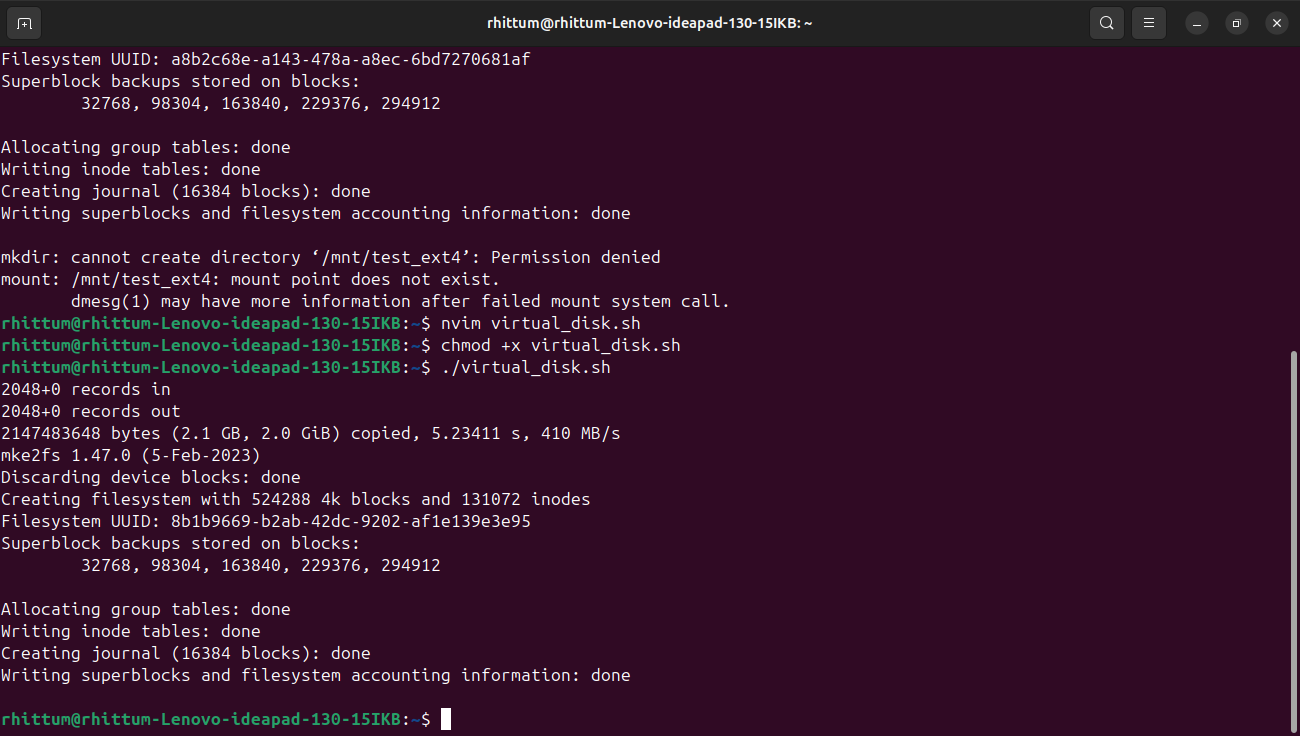 rhittum@rhittum-Lenovo-ideapad-130-15IKB: ~
Filesystem UUID: a8b2c68e-a143-478a-a8ec-6bd7270681af
Superblock backups stored on blocks:
        32768, 98304, 163840, 229376, 294912

Allocating group tables: done
Writing inode tables: done
Creating journal (16384 blocks): done
Writing superblocks and filesystem accounting information: done

mkdir: cannot create directory ‘/mnt/test_ext4’: Permission denied
mount: /mnt/test_ext4: mount point does not exist.
       dmesg(1) may have more information after failed mount system call.
rhittum@rhittum-Lenovo-ideapad-130-15IKB:~$ nvim virtual_disk.sh
rhittum@rhittum-Lenovo-ideapad-130-15IKB:~$ chmod +x virtual_disk.sh
rhittum@rhittum-Lenovo-ideapad-130-15IKB:~$ ./virtual_disk.sh
2048+0 records in
2048+0 records out
2147483648 bytes (2.1 GB, 2.0 GiB) copied, 5.23411 s, 410 MB/s
mke2fs 1.47.0 (5-Feb-2023)
Discarding device blocks: done
Creating filesystem with 524288 4k blocks and 131072 inodes
Filesystem UUID: 8b1b9669-b2ab-42dc-9202-af1e139e3e95
Superblock backups stored on blocks:
        32768, 98304, 163840, 229376, 294912

Allocating group tables: done
Writing inode tables: done
Creating journal (16384 blocks): done
Writing superblocks and filesystem accounting information: done

rhittum@rhittum-Lenovo-ideapad-130-15IKB:~$